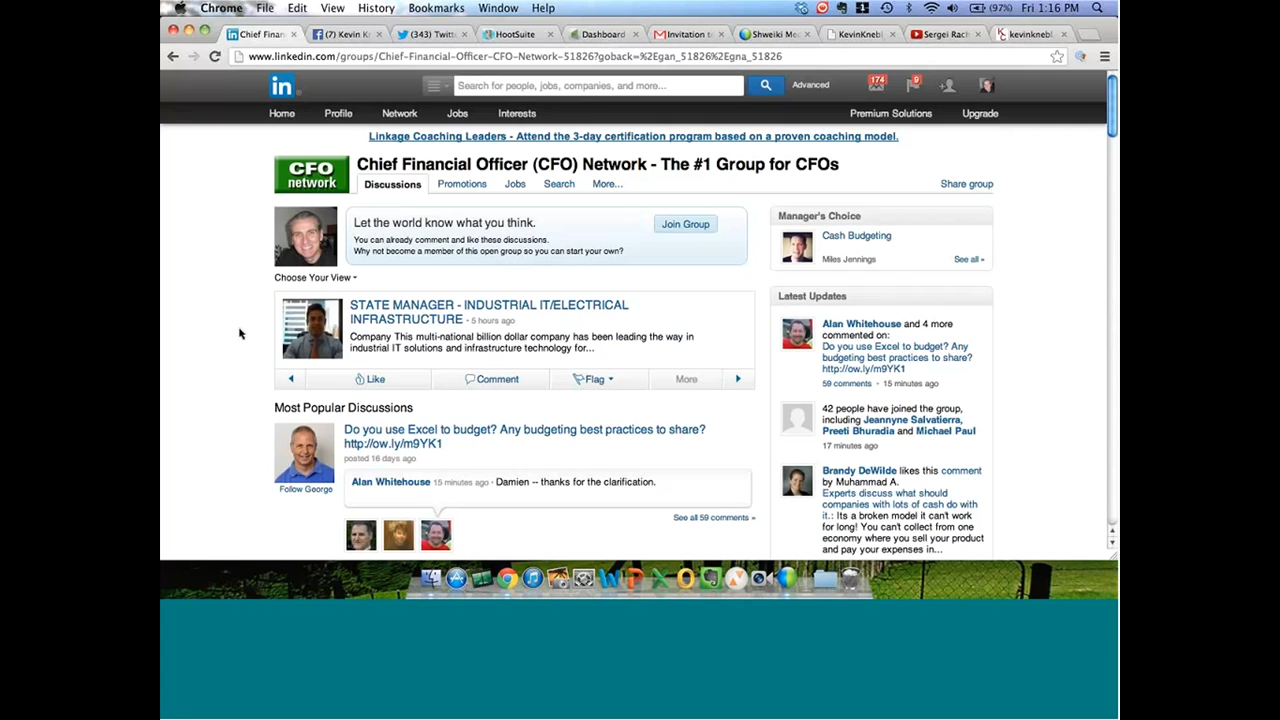 Chrome File Edit View History Bookmarks Window Help (97%) Fri 1:16 PM
Chief Finan (7) Kevin K (343) Twitt HootSuite Dashboard Invitation t Shweiki Me KevinKnebl Sergei Rac kevinknebl
www.linkedin.com/groups/Chief-Financial-Officer-CFO-Network-51826?goback=%2Egan_51826%2Egna_51826
in Search for people, jobs, companies, and more... Advanced 174 9
Home Profile Network Jobs Interests Premium Solutions Upgrade
Linkage Coaching Leaders - Attend the 3-day certification program based on a proven coaching model.
CFO network
Chief Financial Officer (CFO) Network - The #1 Group for CFOs
Discussions Promotions Jobs Search More... Share group
Let the world know what you think.
You can already comment and like these discussions.
Why not become a member of this open group so you can start your own?
Join Group
Choose Your View
STATE MANAGER - INDUSTRIAL IT/ELECTRICAL
INFRASTRUCTURE - 5 hours ago
Company This multi-national billion dollar company has been leading the way in
industrial IT solutions and infrastructure technology for...
Like Comment Flag More
Most Popular Discussions
Do you use Excel to budget? Any budgeting best practices to share?
http://ow.ly/m9YK1
posted 16 days ago
Follow George
Alan Whitehouse 15 minutes ago - Damien -- thanks for the clarification.
See all 59 comments »
Manager's Choice
Cash Budgeting
Miles Jennings See all »
Latest Updates
Alan Whitehouse and 4 more
commented on:
Do you use Excel to budget? Any
budgeting best practices to share?
http://ow.ly/m9YK1
59 comments • 15 minutes ago
42 people have joined the group,
including Jeannyne Salvatierra,
Preeti Bhuradia and Michael Paul
17 minutes ago
Brandy DeWilde likes this comment
by Muhammad A.
Experts discuss what should
companies with lots of cash do with
it.: Its a broken model it can't work
for long! You can't collect from one
economy where you sell your product
and pay your expenses in...